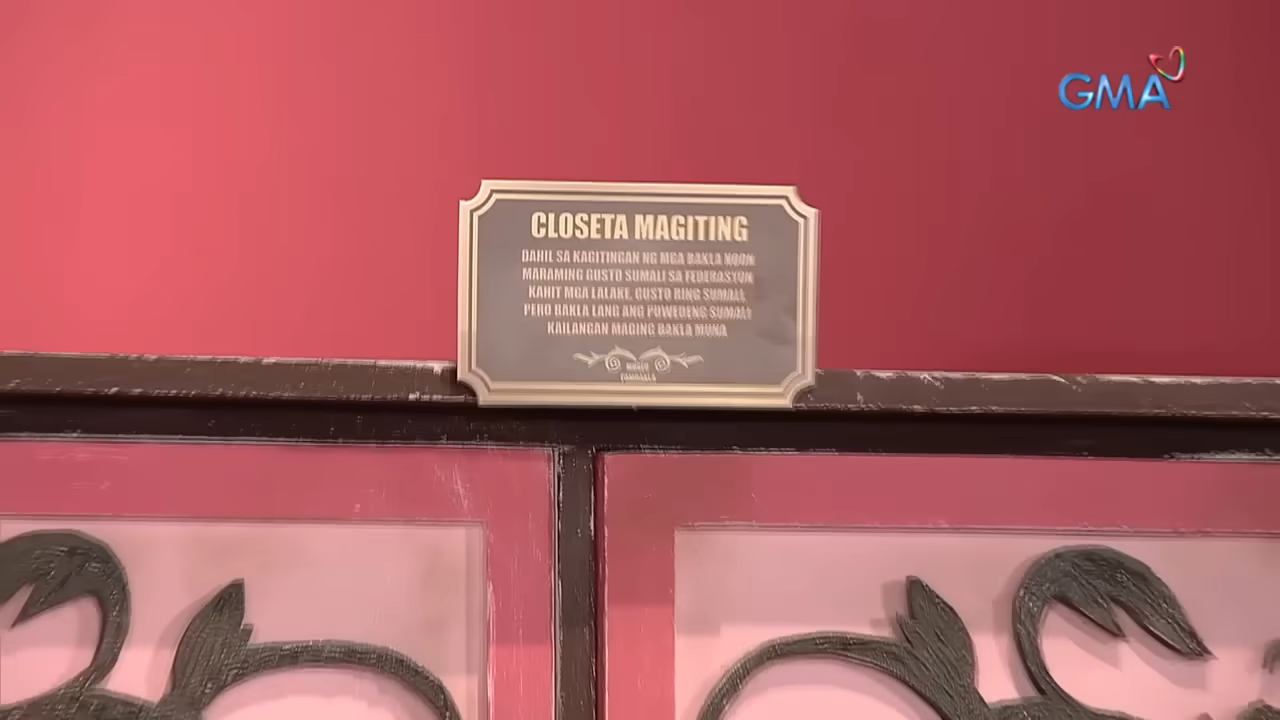 GMA
CLOSETA MAGITING
DAHIL SA KAGITINGAN NG MGA BAKLA NOON
MARAMING GUSTO SUMALI SA FEDERASYON
KAHIT MGA LALAKE, GUSTO RING SUMALI.
PERO BAKLA LANG ANG PUWEDENG SUMALI
KAILANGAN MAGING BAKLA MUNA